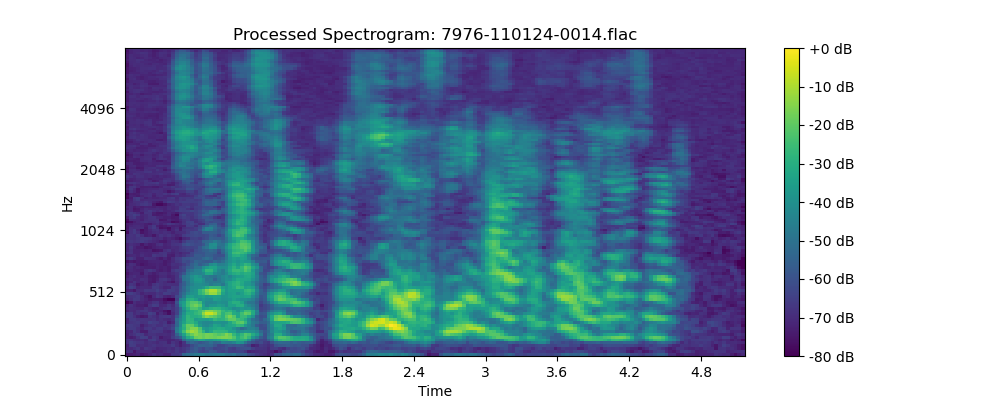 Processed Spectrogram: 7976-110124-0014.flac
Hz
4096
2048
1024
512
0
0 0.6 1.2 1.8 2.4 3 3.6 4.2 4.8
Time
+0 dB
-10 dB
-20 dB
-30 dB
-40 dB
-50 dB
-60 dB
-70 dB
-80 dB